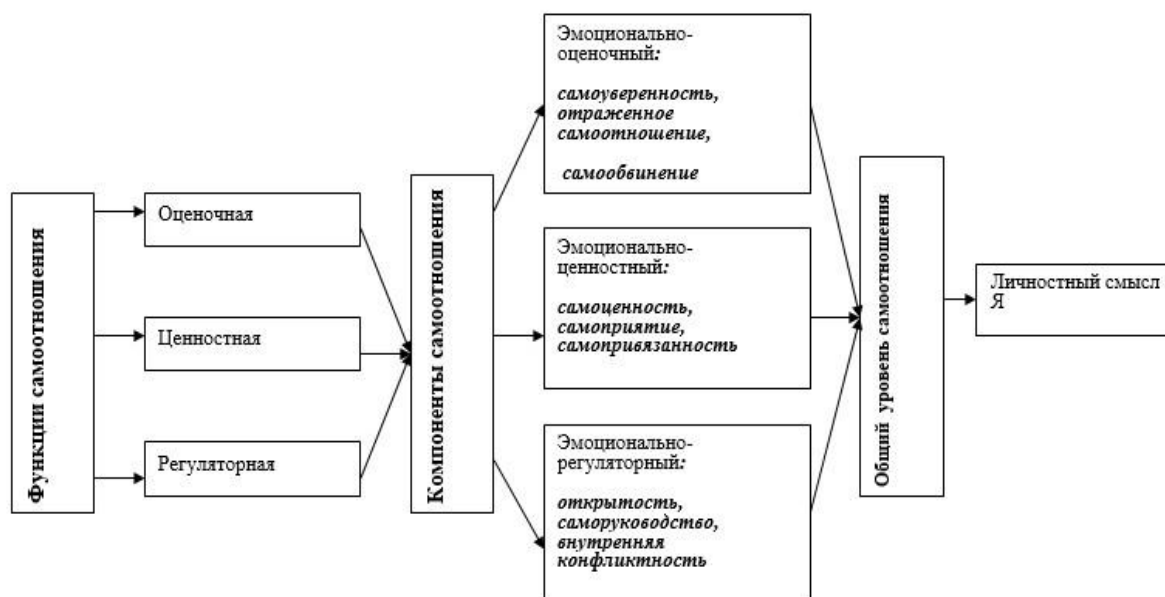 Функции самоотношения
Оценочная
Ценностная
Регуляторная
Компоненты самоотношения
Эмоционально-
оценочный:
самоуверенность,
отраженное
самоотношение,
самообвинение
Эмоционально-
ценностный:
самоценность,
самоприятие,
самопривязанность
Эмоционально-
регуляторный:
открытость,
саморуководство,
внутренняя
конфликтность
Общий уровень самоотношения
Личностный смысл
Я